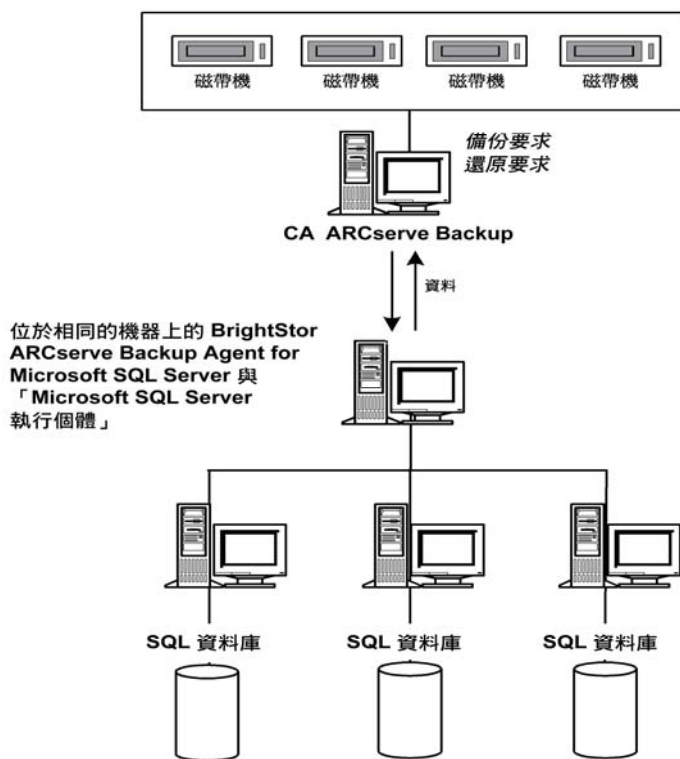 磁帶機 磁帶機 磁帶機 磁帶機
備份要求
還原要求
CA ARCserve Backup
資料
位於相同的機器上的 BrightStor
ARCserve Backup Agent for
Microsoft SQL Server 與
「Microsoft SQL Server
執行個體」
SQL 資料庫 SQL 資料庫 SQL 資料庫